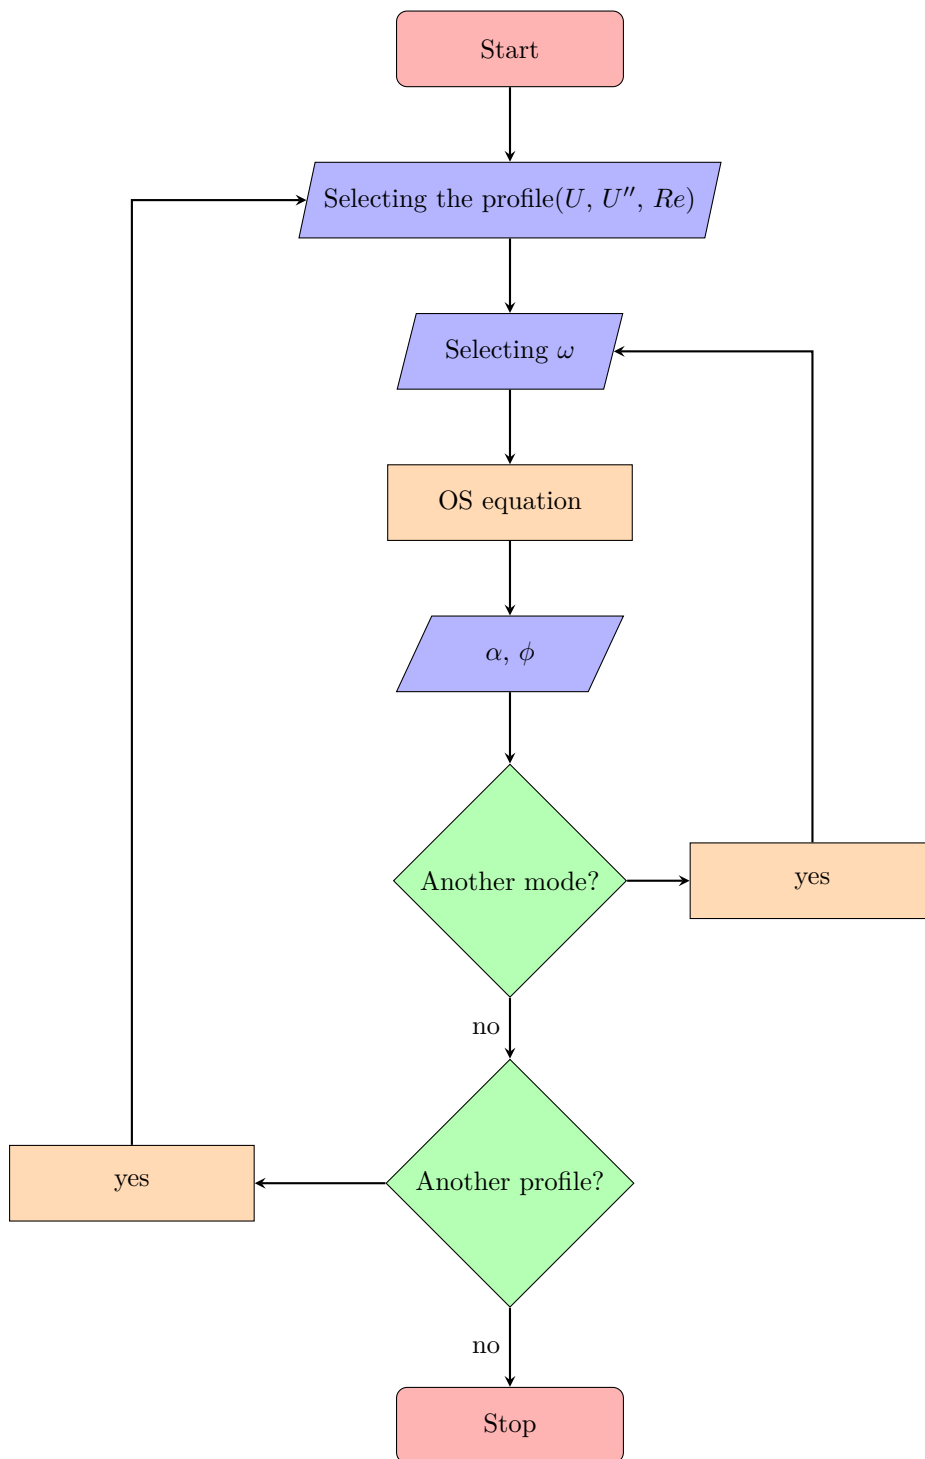 Start
Selecting the profile(U, U′′, Re)
Selecting ω
OS equation
α, ϕ
Another mode?
yes
no
Another profile?
yes
no
Stop